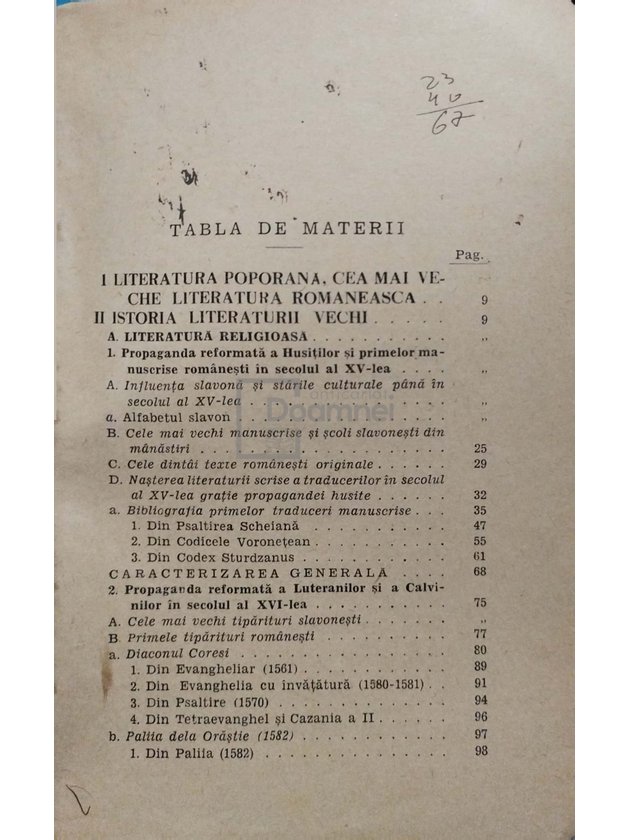 23
40
67
TABLA DE MATERII
Pag.
I LITERATURA POPORANA, CEA MAI VE-
CHE LITERATURA ROMANEASCA . . 9
II ISTORIA LITERATURII VECHI . . . . . 9
A. LITERATURĂ RELIGIOASĂ . . . . . . . . . . „
1. Propaganda reformată a Husiților și primelor ma-
nuscrise românești în secolul al XV-lea . . . . „
A. Influența slavonă și stările culturale până în
secolul al XV-lea . . . . . . . . . . . . . . „
a. Alfabetul slavon . . . . . . . . . . . . . . . „
B. Cele mai vechi manuscrise și școli slavonești din
mânăstiri . . . . . . . . . . . . . . . . . 25
C. Cele dintâi texte românești originale . . . . . . 29
D. Nașterea literaturii scrise a traducerilor în secolul
al XV-lea grație propagandei husite . . . . . . 32
a. Bibliografia primelor traduceri manuscrise . . . 35
1. Din Psaltirea Scheiană . . . . . . . . . . 47
2. Din Codicele Voronețean . . . . . . . . . . 55
3. Din Codex Sturdzanus . . . . . . . . . . . 61
CARACTERIZAREA GENERALĂ . . . . 68
2. Propaganda reformată a Luteranilor și a Calvi-
nilor în secolul al XVI-lea . . . . . . . . . . 75
A. Cele mai vechi tipărituri slavonești . . . . . . . „
B Primele tipărituri românești . . . . . . . . . . 77
a. Diaconul Coresi . . . . . . . . . . . . . . . 80
1. Din Evangheliar (1561) . . . . . . . . . . . 89
2. Din Evanghelia cu învățătură (1580-1581) . . 91
3. Din Psaltire (1570) . . . . . . . . . . . . . 94
4. Din Tetraevanghel și Cazania a II . . . . . . 96
b. Paliia dela Orăștie (1582) . . . . . . . . . . . 97
1. Din Paliia (1582) . . . . . . . . . . . . . . 98
anticariat
Doamnei